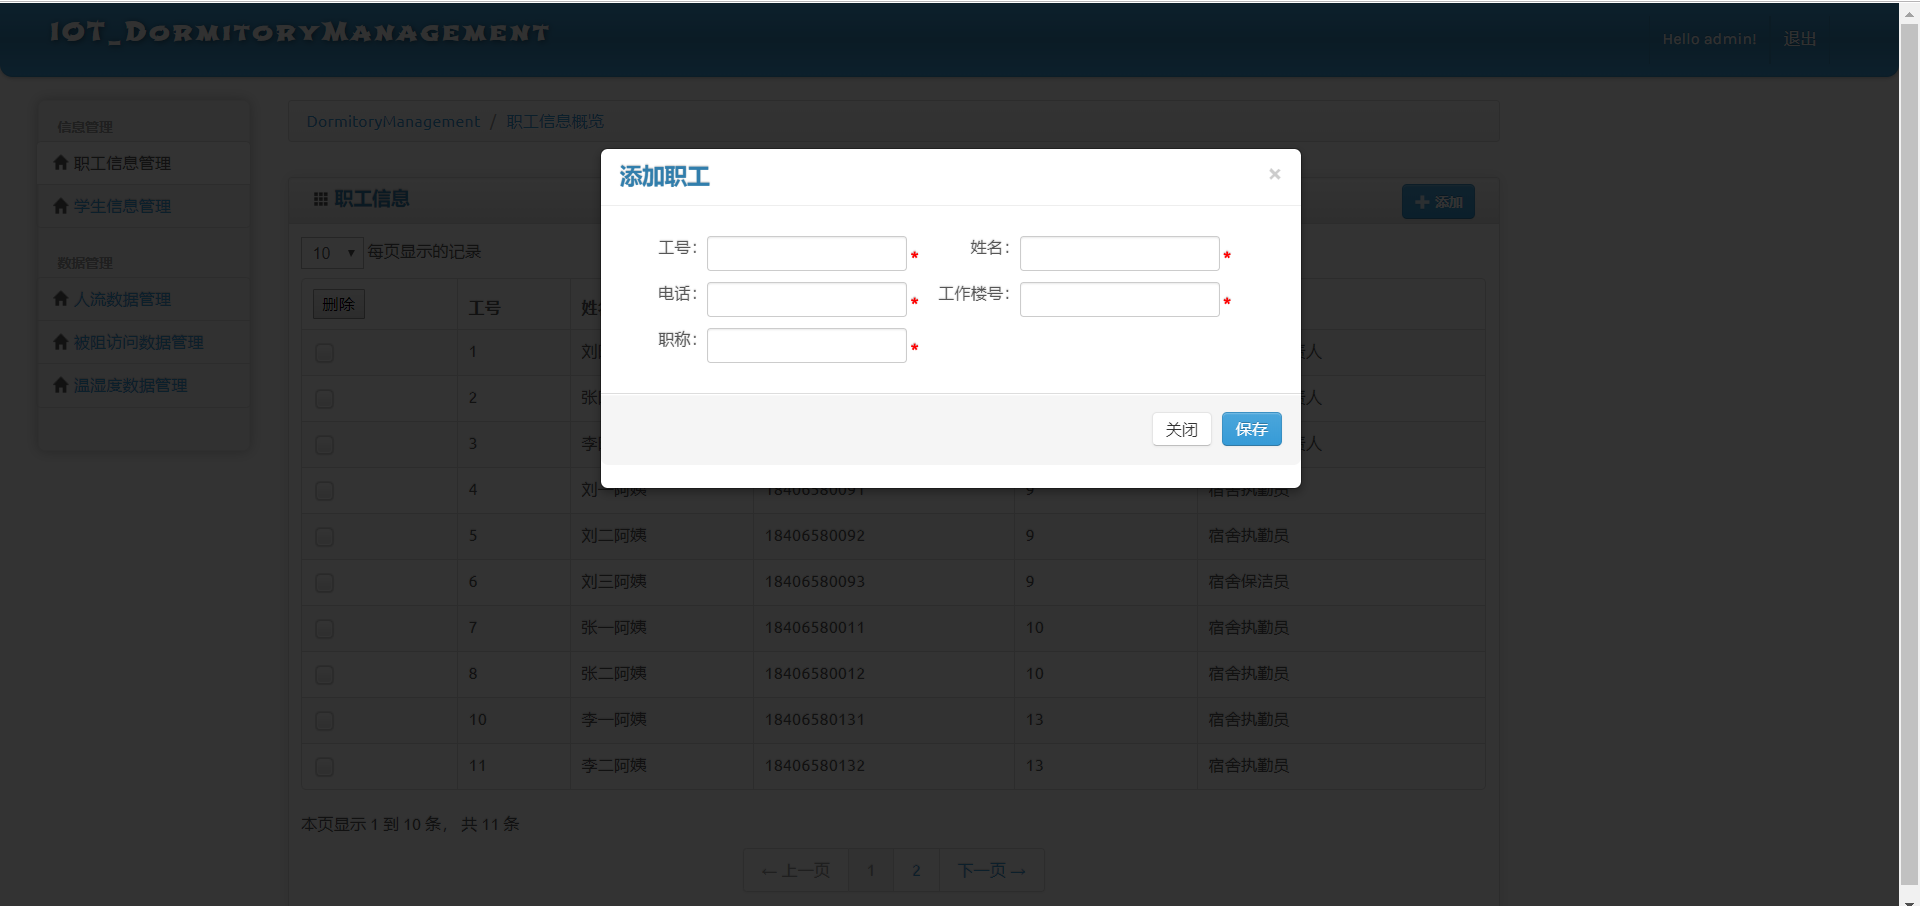 IOT_DormitoryManagement
Hello admin! 退出
信息管理
职工信息管理
学生信息管理
数据管理
人流数据管理
被阻访问数据管理
温湿度数据管理
DormitoryManagement / 职工信息概览
职工信息
添加
10 每页显示的记录
添加职工
×
工号: * 姓名: *
电话: * 工作楼号: *
职称: *
关闭 保存
删除 工号
1 刘 人
2 张 人
3 李 人
4 刘一阿姨 18406580091 9 宿舍执勤员
5 刘二阿姨 18406580092 9 宿舍执勤员
6 刘三阿姨 18406580093 9 宿舍保洁员
7 张一阿姨 18406580011 10 宿舍执勤员
8 张二阿姨 18406580012 10 宿舍执勤员
10 李一阿姨 18406580131 13 宿舍执勤员
11 李二阿姨 18406580132 13 宿舍执勤员
本页显示 1 到 10 条， 共 11 条
← 上一页 1 2 下一页 →